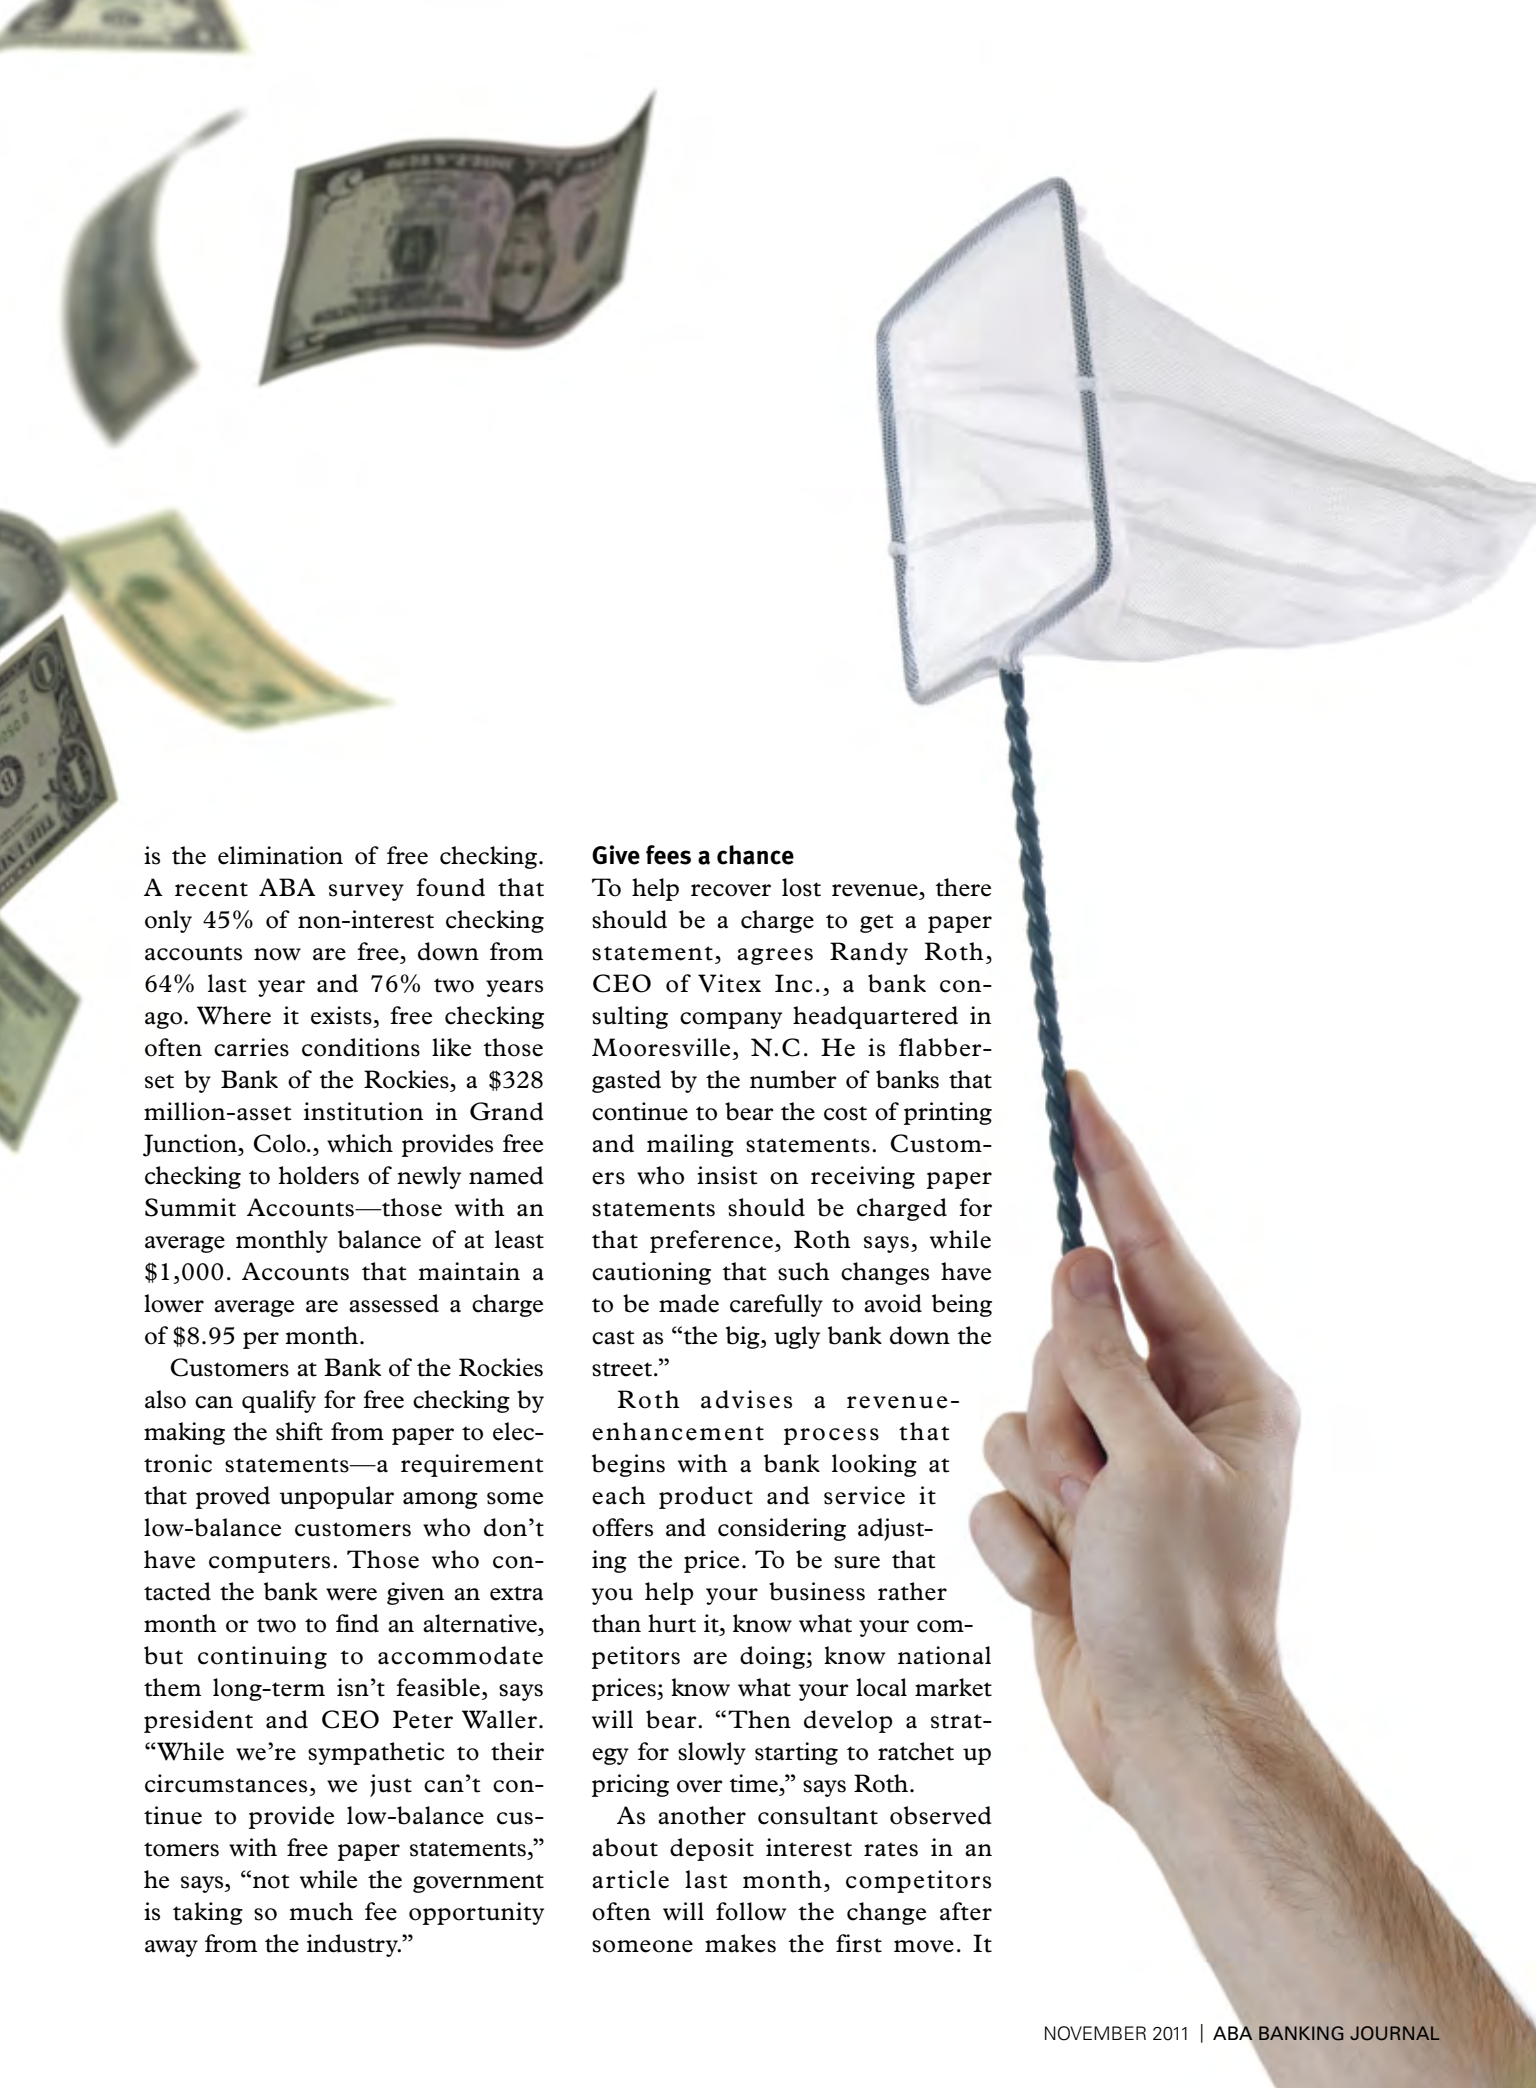 is the elimination of free checking.
A recent ABA survey found that
only 45% of non-interest checking
accounts now are free, down from
64% last year and 76% two years
ago. Where it exists, free checking
often carries conditions like those
set by Bank of the Rockies, a $328
million-asset institution in Grand
Junction, Colo., which provides free
checking to holders of newly named
Summit Accounts—those with an
average monthly balance of at least
$1,000. Accounts that maintain a
lower average are assessed a charge
of $8.95 per month.
Customers at Bank of the Rockies
also can qualify for free checking by
making the shift from paper to elec-
tronic statements—a requirement
that proved unpopular among some
low-balance customers who don’t
have computers. Those who con-
tacted the bank were given an extra
month or two to find an alternative,
but continuing to accommodate
them long-term isn’t feasible, says
president and CEO Peter Waller.
“While we’re sympathetic to their
circumstances, we just can’t con-
tinue to provide low-balance cus-
tomers with free paper statements,”
he says, “not while the government
is taking so much fee opportunity
away from the industry.”
Give fees a chance
To help recover lost revenue, there
should be a charge to get a paper
statement, agrees Randy Roth,
CEO of Vitex Inc., a bank con-
sulting company headquartered in
Mooresville, N.C. He is flabber-
gasted by the number of banks that
continue to bear the cost of printing
and mailing statements. Custom-
ers who insist on receiving paper
statements should be charged for
that preference, Roth says, while
cautioning that such changes have
to be made carefully to avoid being
cast as “the big, ugly bank down the
street.”
Roth advises a revenue-
enhancement process that
begins with a bank looking at
each product and service it
offers and considering adjust-
ing the price. To be sure that
you help your business rather
than hurt it, know what your com-
petitors are doing; know national
prices; know what your local market
will bear. “Then develop a strat-
egy for slowly starting to ratchet up
pricing over time,” says Roth.
As another consultant observed
about deposit interest rates in an
article last month, competitors
often will follow the change after
someone makes the first move. It
NOVEMBER 2011 | ABA BANKING JOURNAL